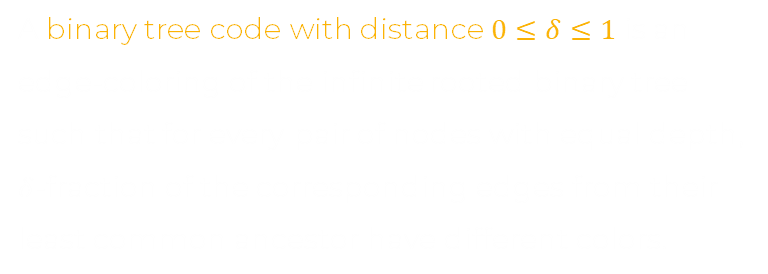 binary tree code with distance 0 ≤ δ ≤ 1